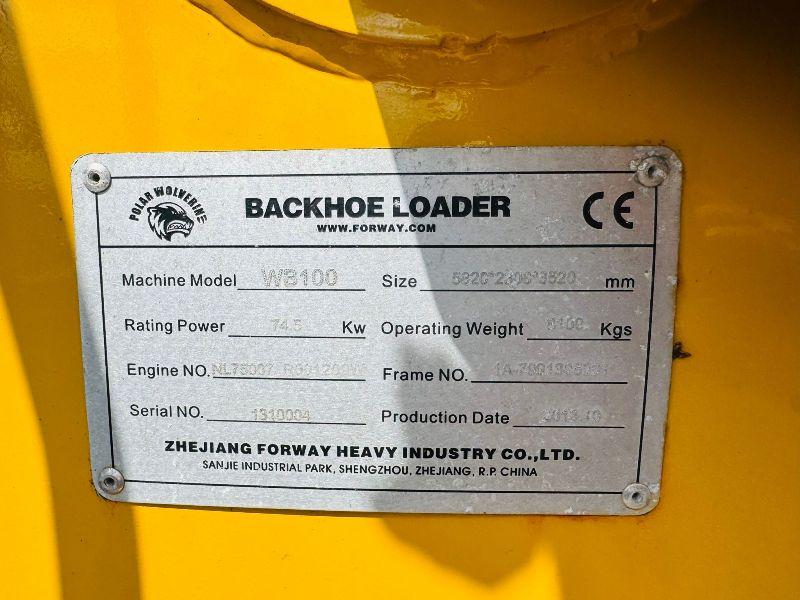 POLAR WOLVERINE
BACKHOE LOADER
CE
WWW.FORWAY.COM
Machine Model WB100 Size mm
Rating Power 74.5 Kw Operating Weight Kgs
Engine NO. Frame NO.
Serial NO. 1310004 Production Date 2013.10
ZHEJIANG FORWAY HEAVY INDUSTRY CO.,LTD.
SANJIE INDUSTRIAL PARK, SHENGZHOU, ZHEJIANG, R.P. CHINA